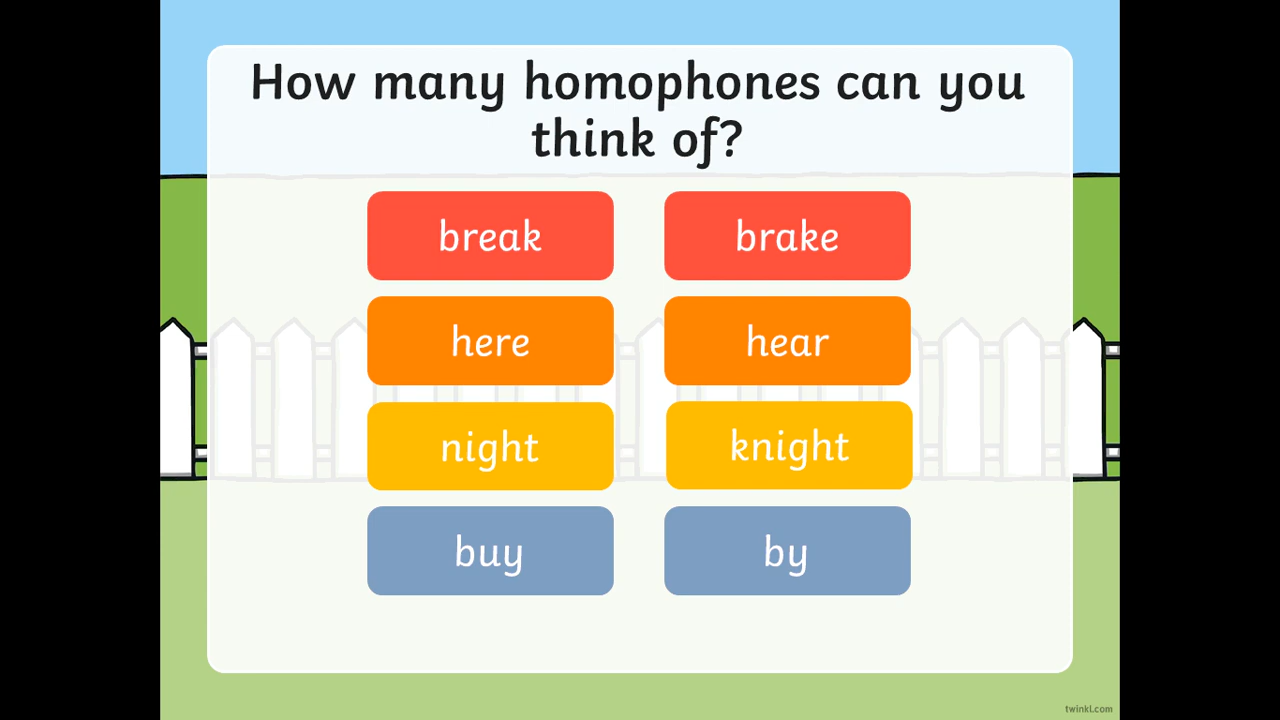 How many homophones can you
think of?
break brake
here hear
night knight
buy by
twinkl.com